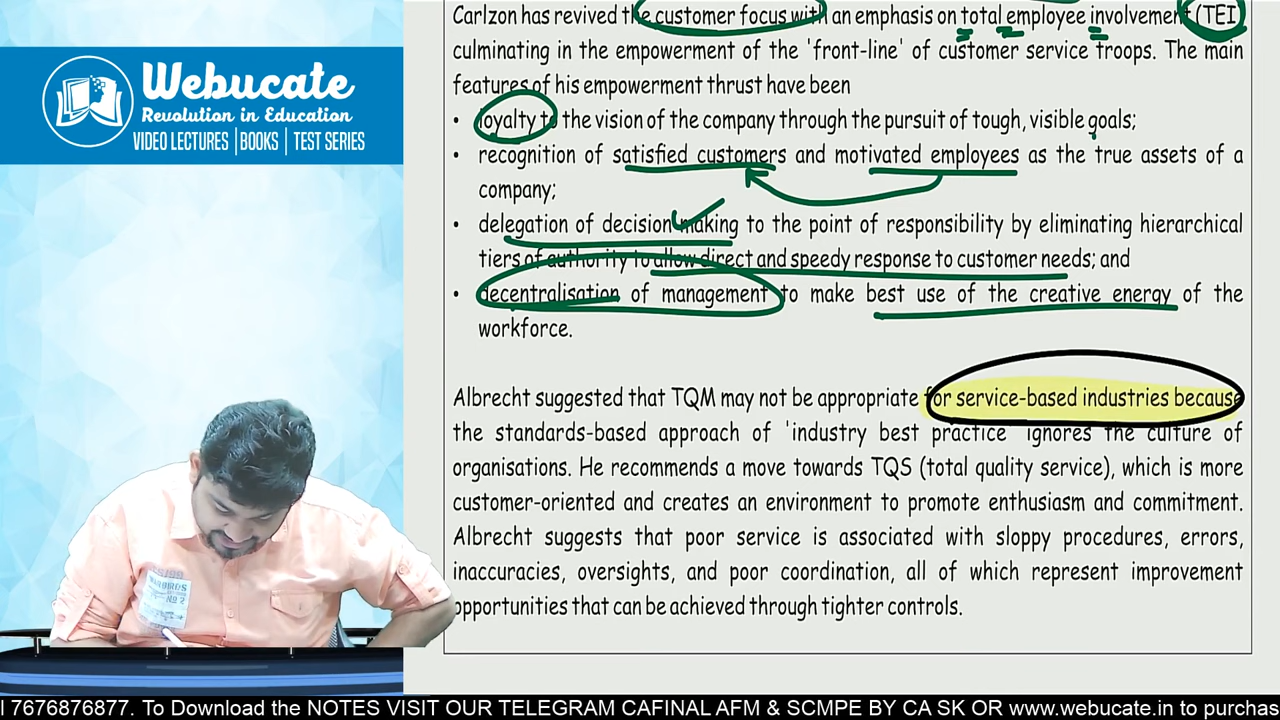 Carlzon has revived the customer focus with an emphasis on total employee involvement (TEI
culminating in the empowerment of the 'front-line' of customer service troops. The main
features of his empowerment thrust have been
• loyalty to the vision of the company through the pursuit of tough, visible goals;
• recognition of satisfied customers and motivated employees as the true assets of a
company;
• delegation of decision making to the point of responsibility by eliminating hierarchical
tiers of authority to allow direct and speedy response to customer needs; and
• decentralisation of management to make best use of the creative energy of the
workforce.
Albrecht suggested that TQM may not be appropriate for service-based industries because
the standards-based approach of 'industry best practice' ignores the culture of
organisations. He recommends a move towards TQS (total quality service), which is more
customer-oriented and creates an environment to promote enthusiasm and commitment.
Albrecht suggests that poor service is associated with sloppy procedures, errors,
inaccuracies, oversights, and poor coordination, all of which represent improvement
opportunities that can be achieved through tighter controls.
Webucate
Revolution in Education
VIDEO LECTURES | BOOKS | TEST SERIES
l 7676876877. To Download the NOTES VISIT OUR TELEGRAM CAFINAL AFM & SCMPE BY CA SK OR www.webucate.in to purchas